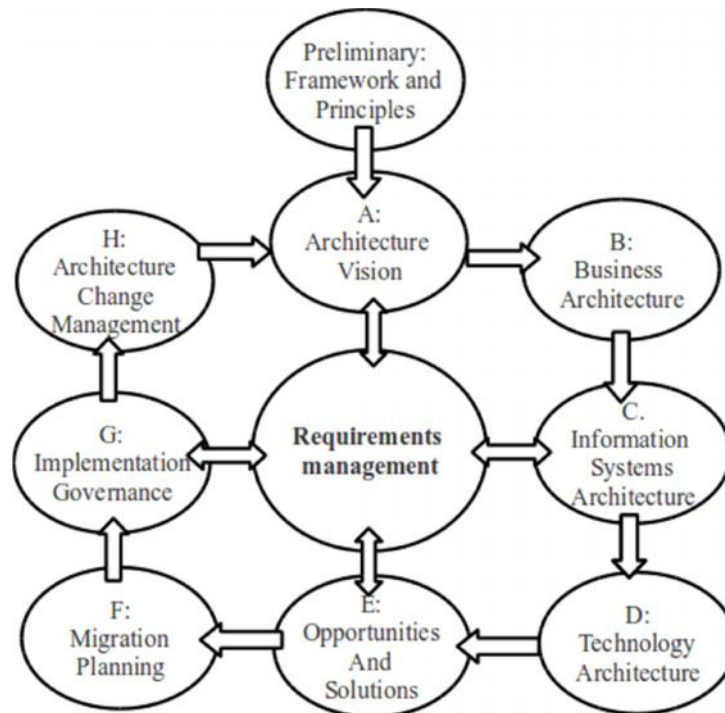 Preliminary:
Framework and
Principles
A:
Architecture
Vision
H:
Architecture
Change
Management
B:
Business
Architecture
Requirements
management
G:
Implementation
Governance
C.
Information
Systems
Architecture
F:
Migration
Planning
E:
Opportunities
And
Solutions
D:
Technology
Architecture